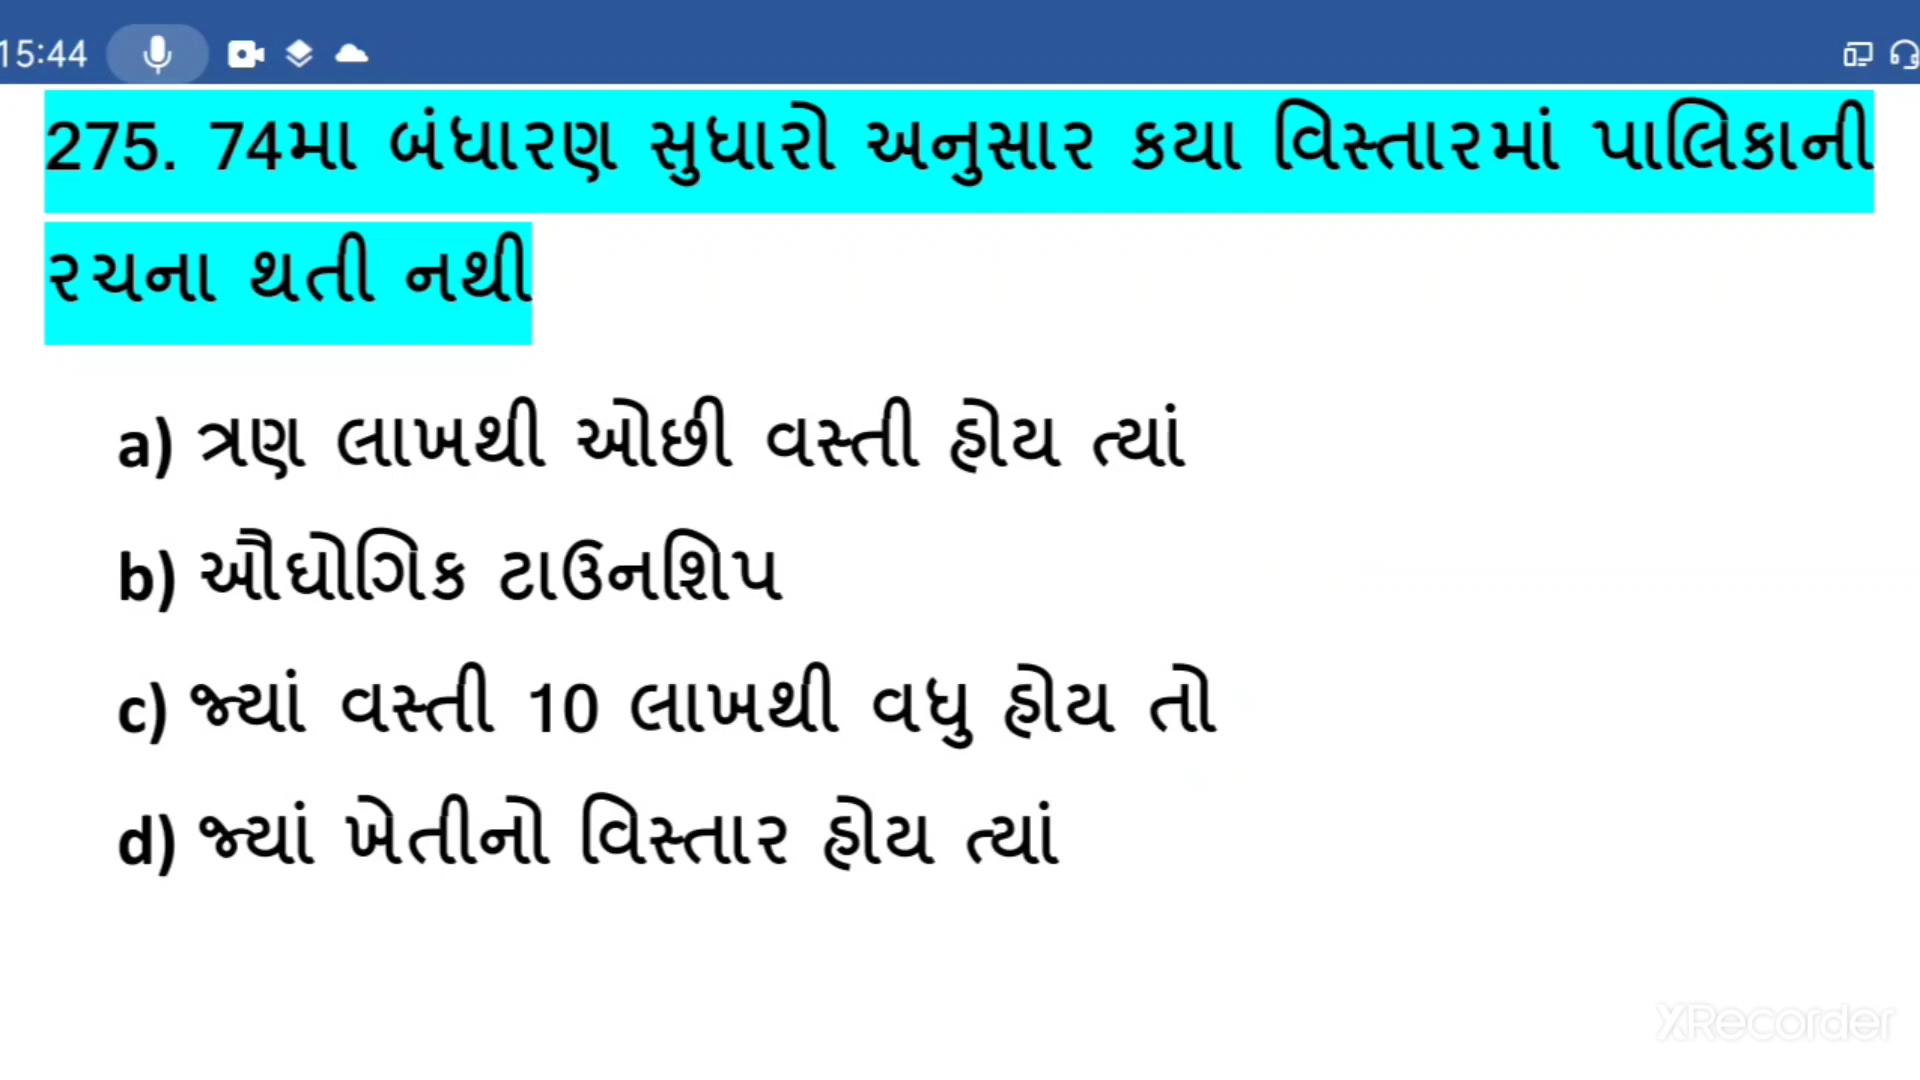 15:44
275. 74મા બંધારણ સુધારો અનુસાર કયા વિસ્તારમાં પાલિકાની
રચના થતી નથી
a) ત્રણ લાખથી ઓછી વસ્તી હોય ત્યાં
b) ઔઘોગિક ટાઉનશિપ
c) જ્યાં વસ્તી 10 લાખથી વધુ હોય તો
d) જ્યાં ખેતીનો વિસ્તાર હોય ત્યાં
XRecorder